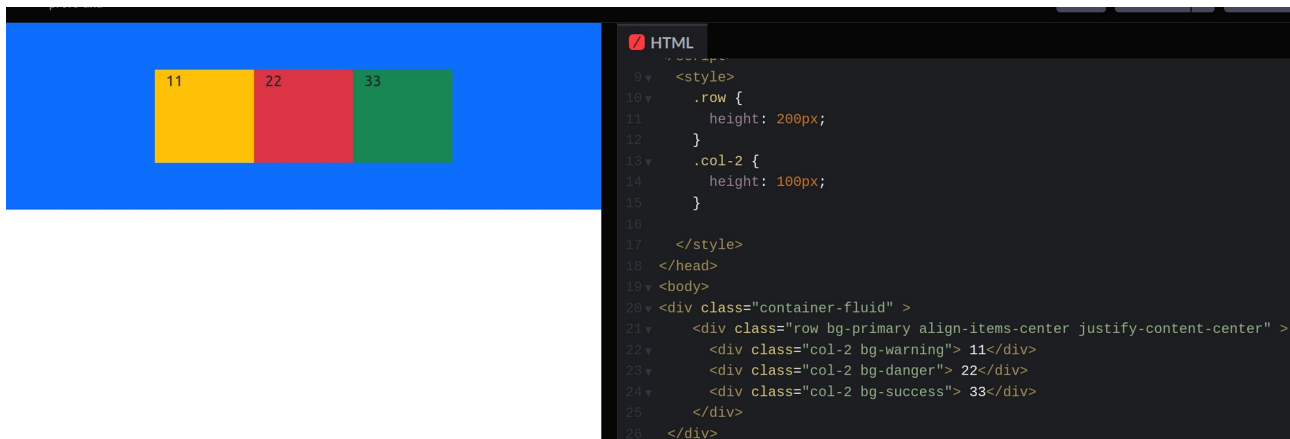 11 22 33
HTML
9 <style>
10 .row {
11 height: 200px;
12 }
13 .col-2 {
14 height: 100px;
15 }
16
17 </style>
18 </head>
19 <body>
20 <div class="container-fluid" >
21 <div class="row bg-primary align-items-center justify-content-center" >
22 <div class="col-2 bg-warning"> 11</div>
23 <div class="col-2 bg-danger"> 22</div>
24 <div class="col-2 bg-success"> 33</div>
25 </div>
26 </div>